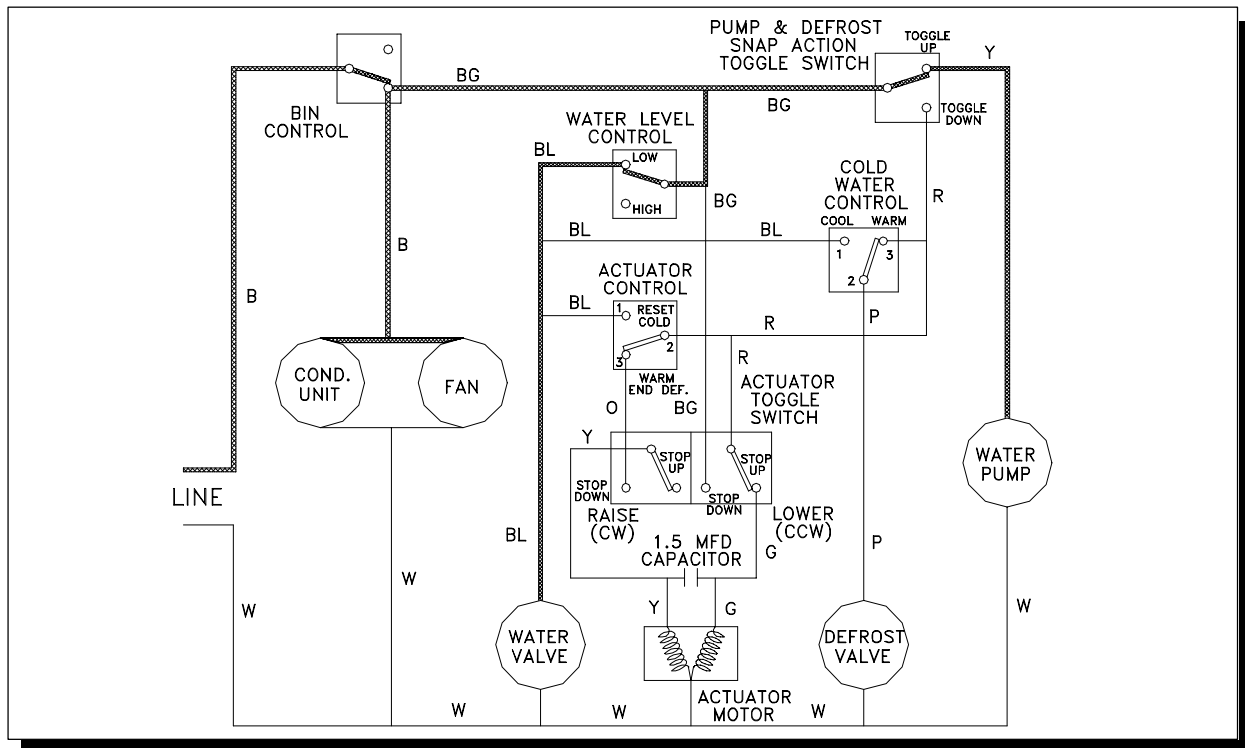 PUMP & DEFROST
SNAP ACTION
TOGGLE SWITCH
TOGGLE
UP
Y
BG
BG
TOGGLE
DOWN
BIN
CONTROL
WATER LEVEL
CONTROL
BL
LOW
HIGH
BG
COLD
WATER
CONTROL
COOL
WARM
R
1
3
2
BL
BL
B
B
ACTUATOR
CONTROL
BL
1
RESET
COLD
2
3
WARM
END DEF.
R
P
R
COND.
UNIT
FAN
O
BG
ACTUATOR
TOGGLE
SWITCH
Y
STOP
UP
STOP
UP
STOP
DOWN
STOP
DOWN
WATER
PUMP
LINE
RAISE
(CW)
LOWER
(CCW)
BL
1.5 MFD
CAPACITOR
G
P
W
W
Y
G
W
WATER
VALVE
DEFROST
VALVE
ACTUATOR
MOTOR
W
W
W